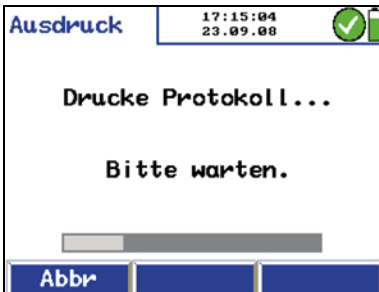 Ausdruck
17:15:04
23.09.08
Drucke Protokoll...
Bitte warten.
Abbr